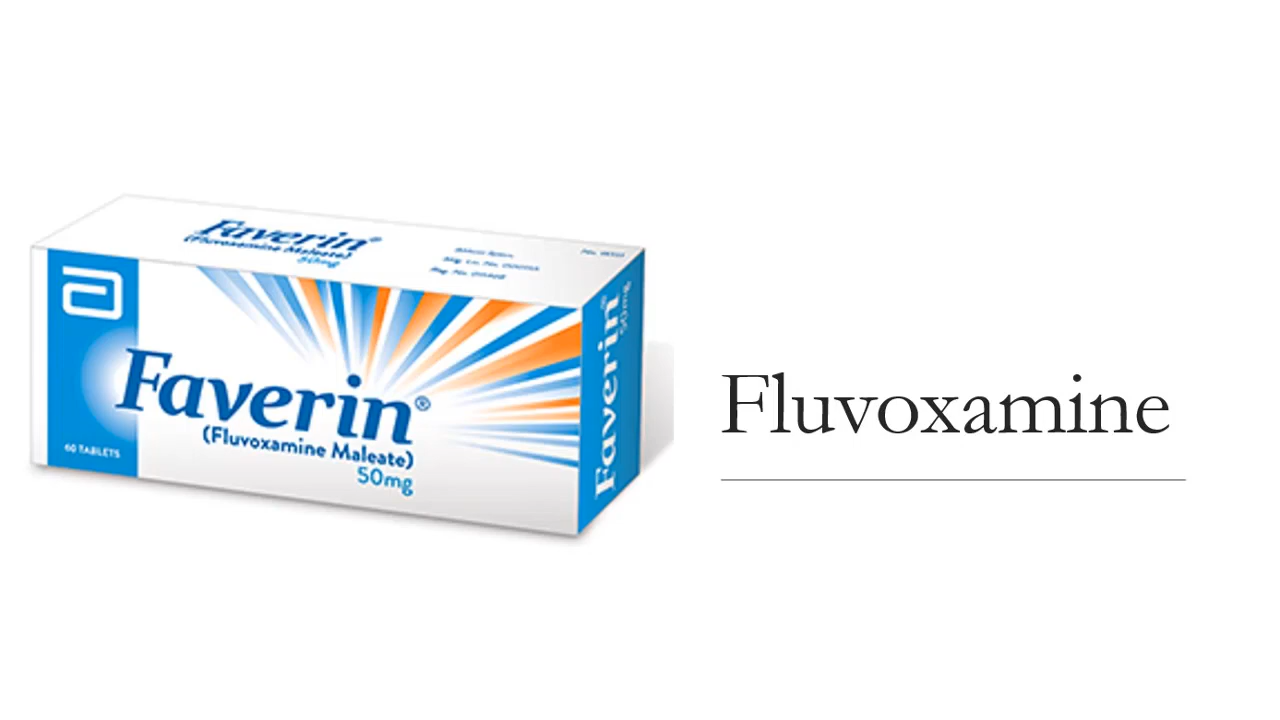 Faverin®
(Fluvoxamine Maleate)
50mg
Faverin®
(Fluvoxamine Maleate)
50mg
60 TABLETS
Faverin®
50mg
Fluvoxamine